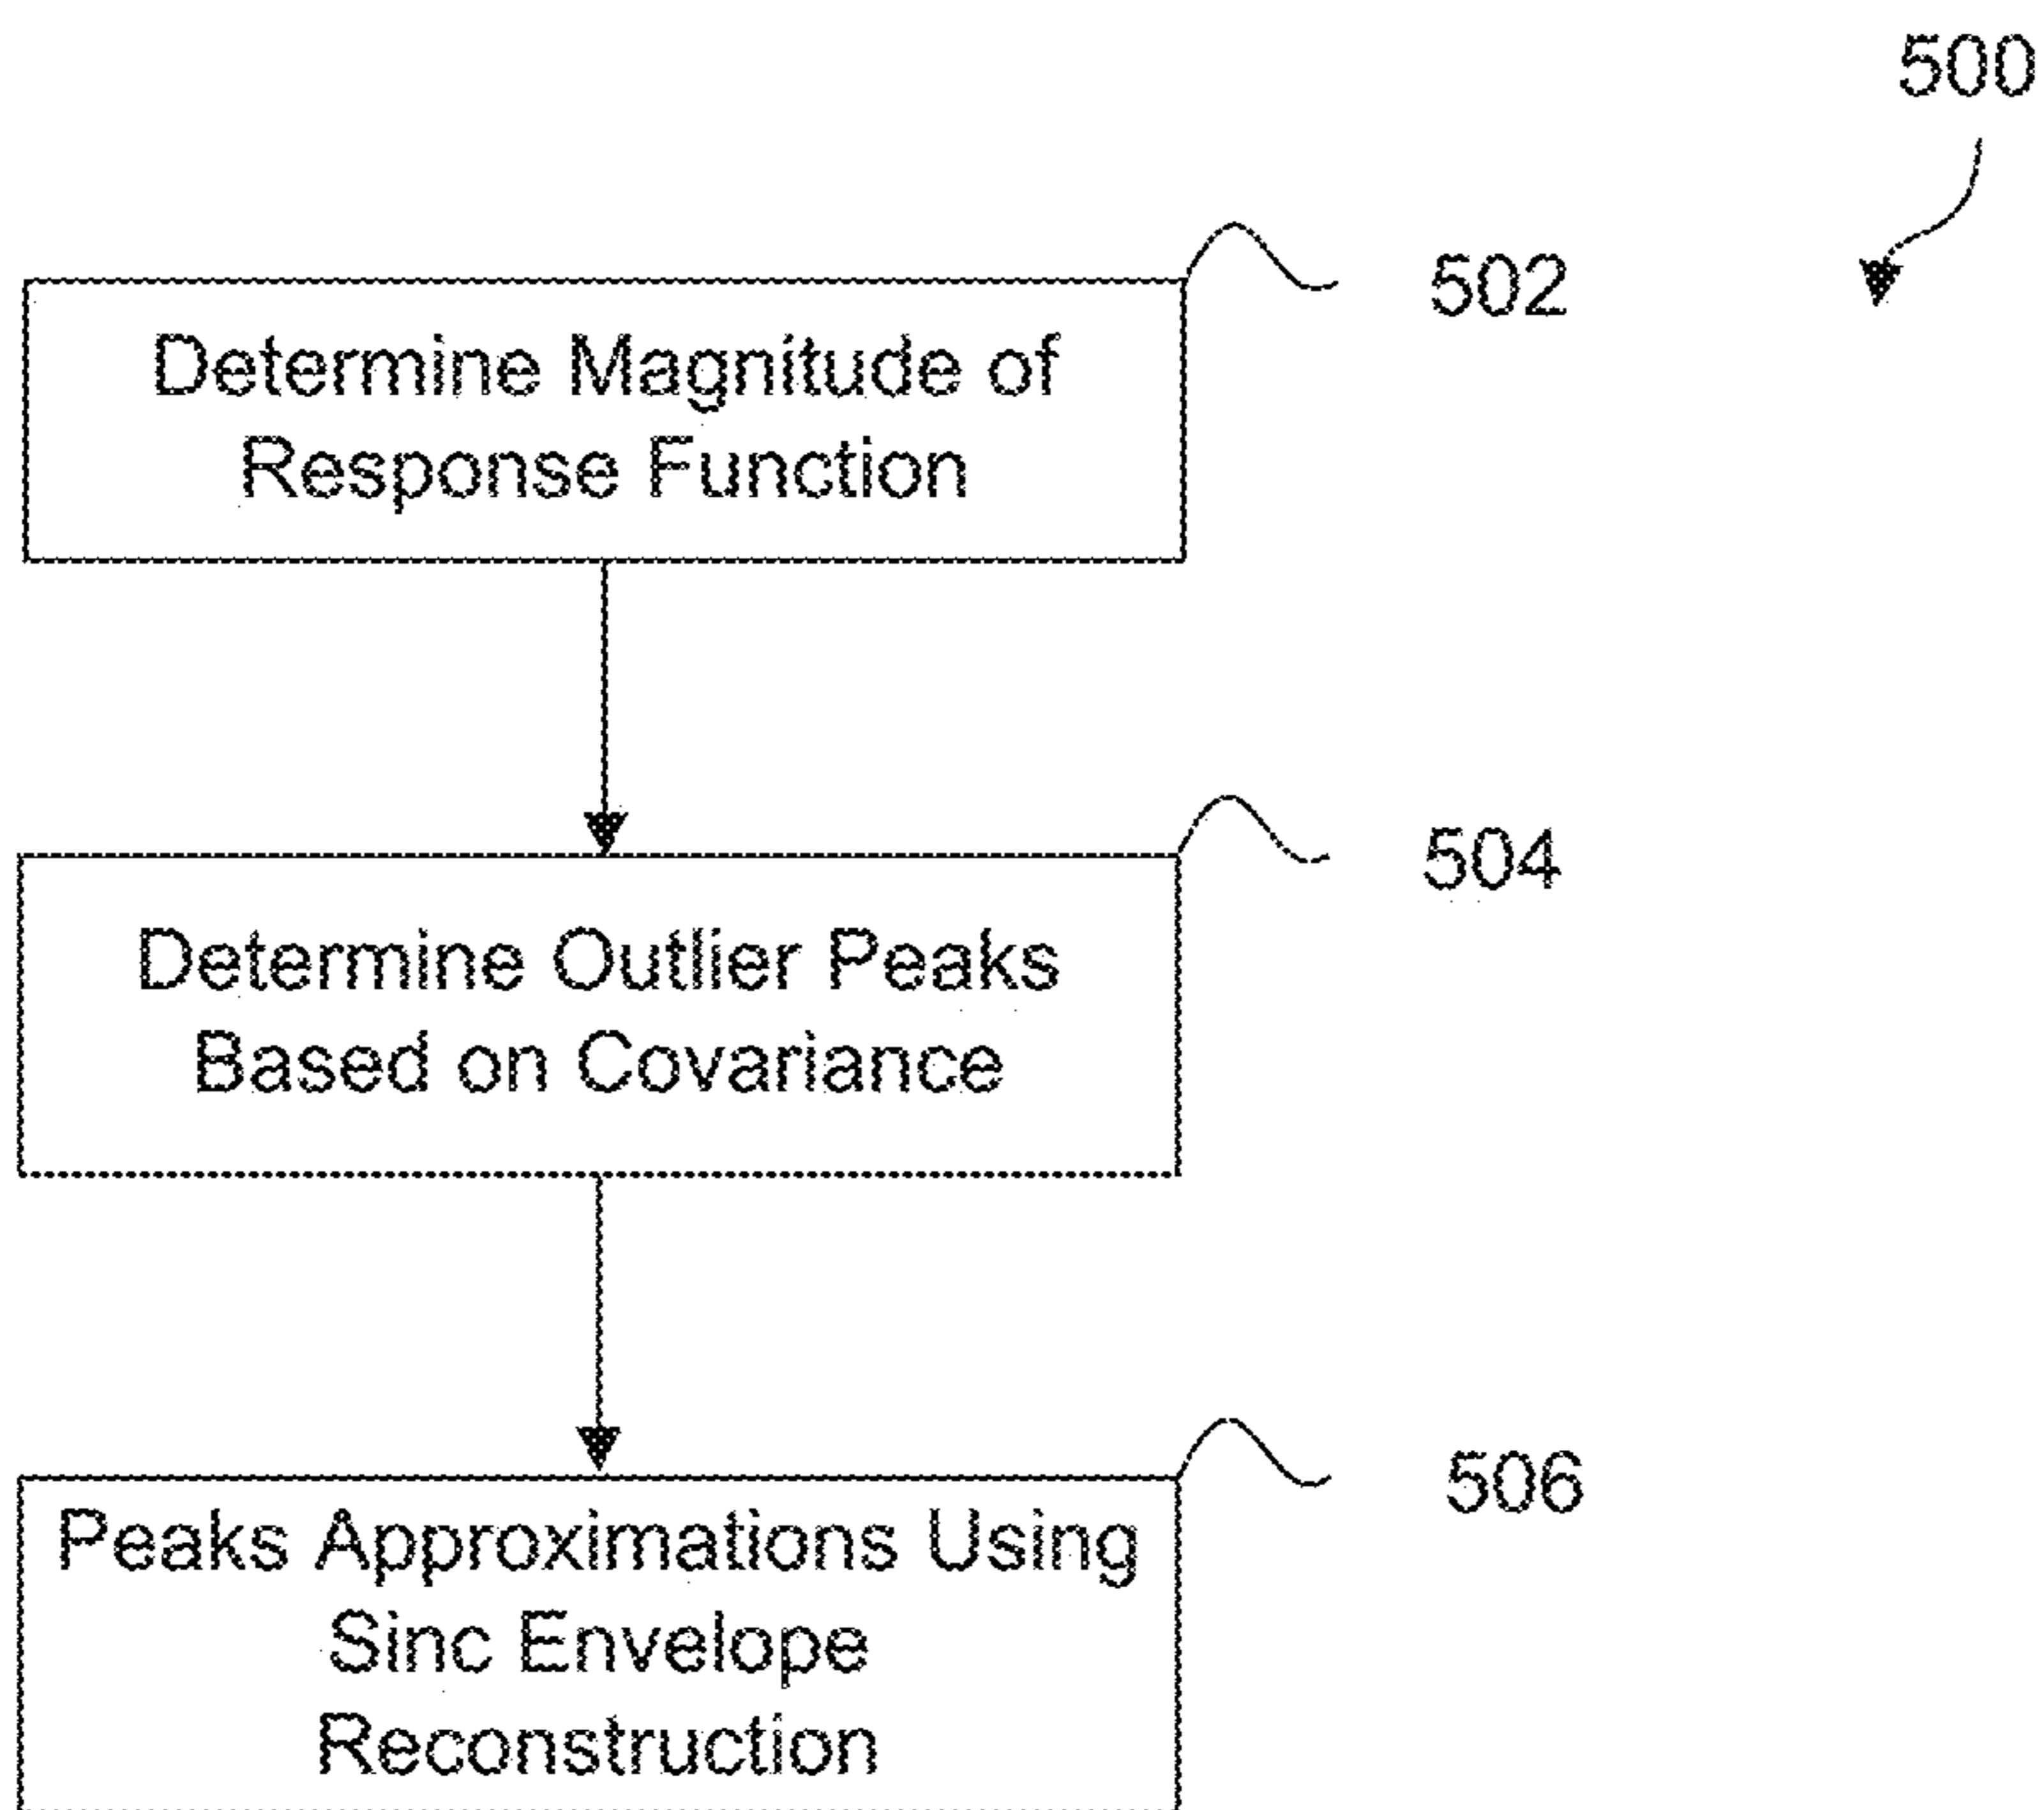 500
502
Determine Magnitude of
Response Function
504
Determine Outlier Peaks
Based on Covariance
506
Peaks Approximations Using
Sinc Envelope
Reconstruction